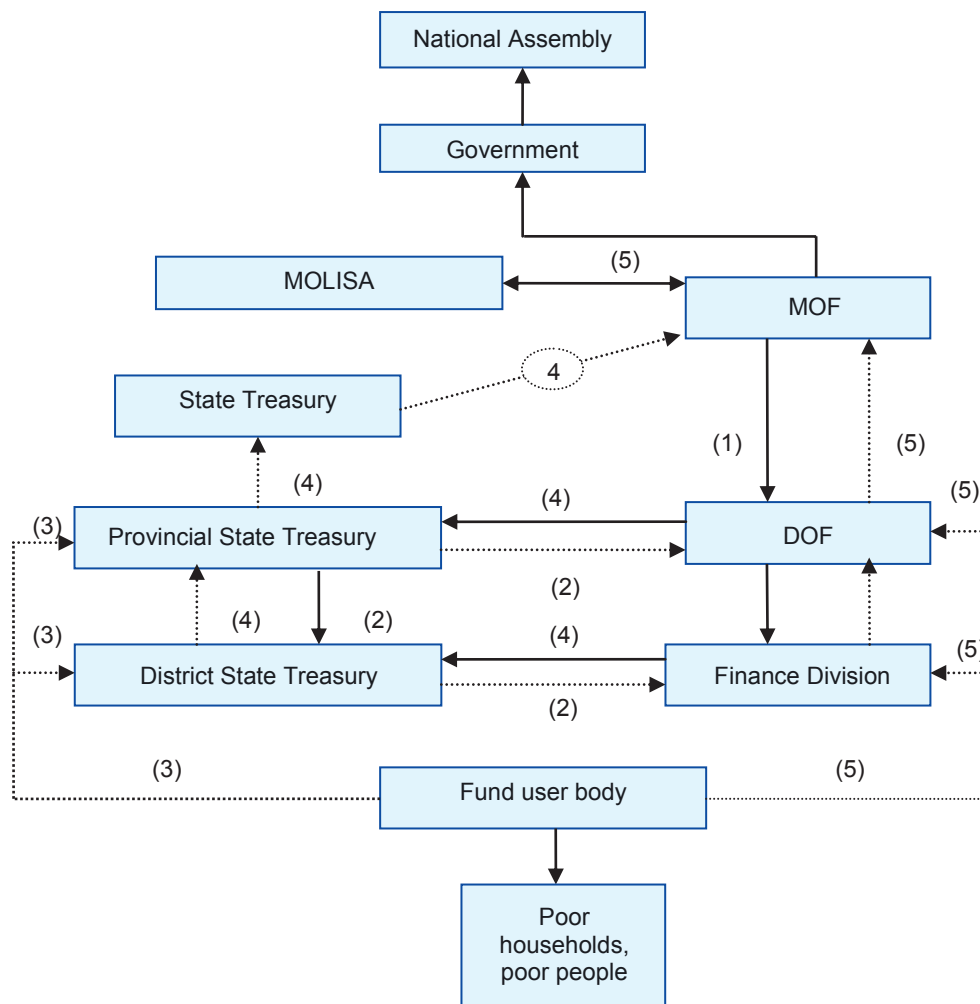 National Assembly
Government
(5)
MOLISA
MOF
4
State Treasury
(1)
(5)
(4)
(4)
(5)
(3)
Provincial State Treasury
DOF
(2)
(4)
(2)
(3)
(4)
(5)
District State Treasury
Finance Division
(2)
(3)
(5)
Fund user body
Poor
households,
poor people